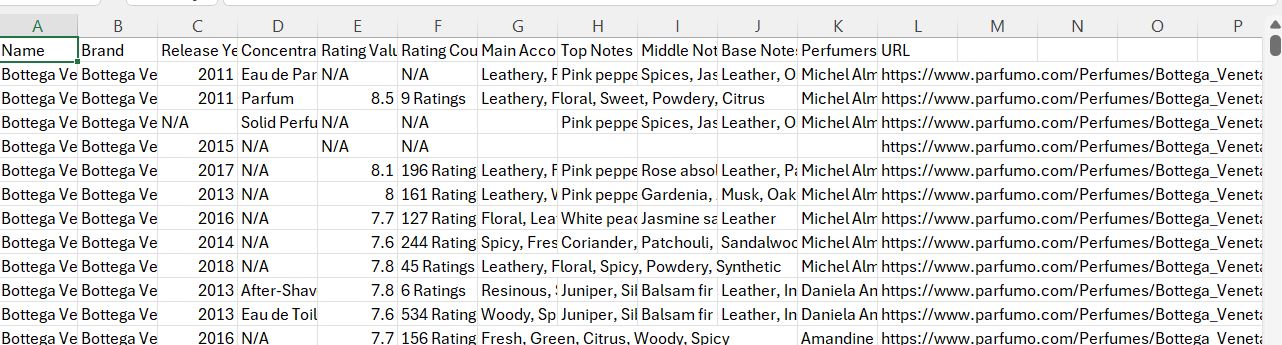 A B C D E F G H I J K L M N O P
Name Brand Release Ye Concentra Rating Valu Rating Cou Main Acco Top Notes Middle Not Base Notes Perfumers URL
Bottega Ve Bottega Ve 2011 Eau de Par N/A N/A Leathery, F Pink peppe Spices, Jas Leather, O Michel Alm https://www.parfumo.com/Perfumes/Bottega_Veneta
Bottega Ve Bottega Ve 2011 Parfum 8.5 9 Ratings Leathery, Floral, Sweet, Powdery, Citrus Michel Alm https://www.parfumo.com/Perfumes/Bottega_Veneta
Bottega Ve Bottega Ve N/A Solid Perfu N/A N/A Pink peppe Spices, Jas Leather, O Michel Alm https://www.parfumo.com/Perfumes/Bottega_Veneta
Bottega Ve Bottega Ve 2015 N/A N/A N/A https://www.parfumo.com/Perfumes/Bottega_Veneta
Bottega Ve Bottega Ve 2017 N/A 8.1 196 Rating Leathery, F Pink peppe Rose absol Leather, Pa Michel Alm https://www.parfumo.com/Perfumes/Bottega_Veneta
Bottega Ve Bottega Ve 2013 N/A 8 161 Rating Leathery, W Pink peppe Gardenia, Musk, Oak Michel Alm https://www.parfumo.com/Perfumes/Bottega_Veneta
Bottega Ve Bottega Ve 2016 N/A 7.7 127 Rating Floral, Lea White peac Jasmine sa Leather Michel Alm https://www.parfumo.com/Perfumes/Bottega_Veneta
Bottega Ve Bottega Ve 2014 N/A 7.6 244 Rating Spicy, Fres Coriander, Patchouli, Sandalwoo Michel Alm https://www.parfumo.com/Perfumes/Bottega_Veneta
Bottega Ve Bottega Ve 2018 N/A 7.8 45 Ratings Leathery, Floral, Spicy, Powdery, Synthetic Michel Alm https://www.parfumo.com/Perfumes/Bottega_Veneta
Bottega Ve Bottega Ve 2013 After-Shav 7.8 6 Ratings Resinous, Juniper, Sil Balsam fir Leather, In Daniela An https://www.parfumo.com/Perfumes/Bottega_Veneta
Bottega Ve Bottega Ve 2013 Eau de Toil 7.6 534 Rating Woody, Sp Juniper, Sil Balsam fir Leather, In Daniela An https://www.parfumo.com/Perfumes/Bottega_Veneta
Bottega Ve Bottega Ve 2016 N/A 7.7 156 Rating Fresh, Green, Citrus, Woody, Spicy Amandine https://www.parfumo.com/Perfumes/Bottega_Veneta